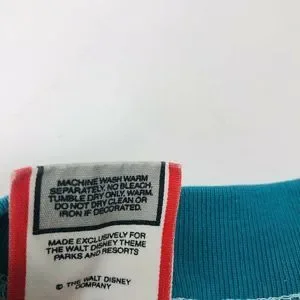 MACHINE WASH WARM
SEPARATELY. NO BLEACH.
TUMBLE DRY ONLY. WARM.
DO NOT DRY CLEAN OR
IRON IF DECORATED.
MADE EXCLUSIVELY FOR
THE WALT DISNEY THEME
PARKS AND RESORTS
© THE WALT DISNEY
COMPANY